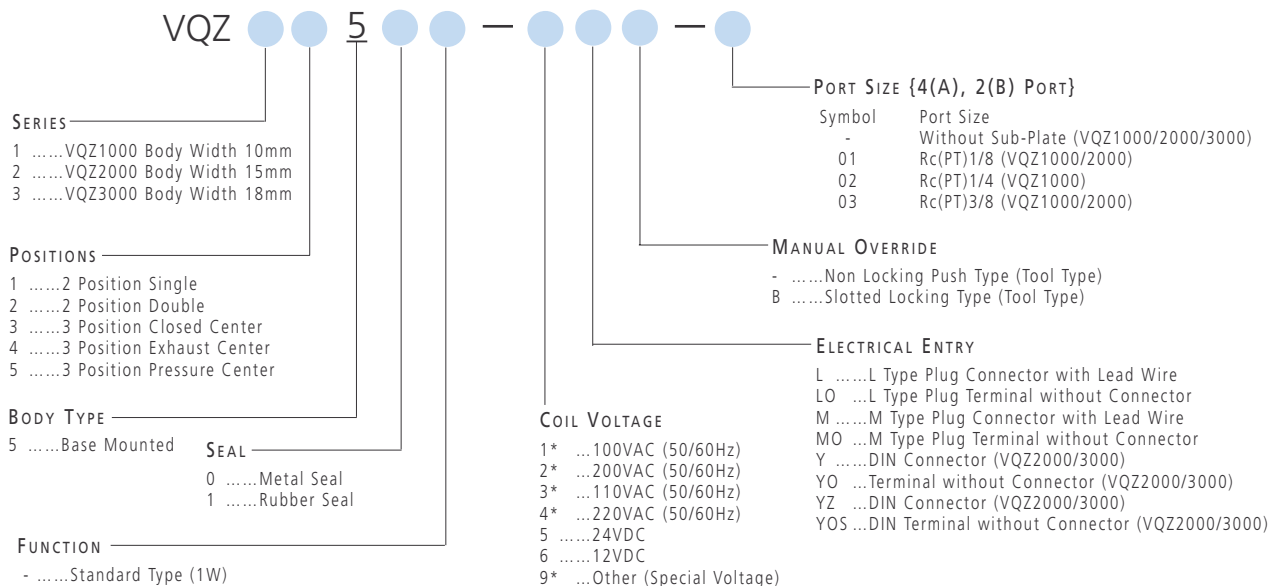 VQZ 5 — —
SERIES
1 ......VQZ1000 Body Width 10mm
2 ......VQZ2000 Body Width 15mm
3 ......VQZ3000 Body Width 18mm
POSITIONS
1 ......2 Position Single
2 ......2 Position Double
3 ......3 Position Closed Center
4 ......3 Position Exhaust Center
5 ......3 Position Pressure Center
BODY TYPE
5 ......Base Mounted
SEAL
0 ......Metal Seal
1 ......Rubber Seal
FUNCTION
- ......Standard Type (1W)
COIL VOLTAGE
1* ...100VAC (50/60Hz)
2* ...200VAC (50/60Hz)
3* ...110VAC (50/60Hz)
4* ...220VAC (50/60Hz)
5 ......24VDC
6 ......12VDC
9* ...Other (Special Voltage)
PORT SIZE {4(A), 2(B) PORT}
Symbol Port Size
- Without Sub-Plate (VQZ1000/2000/3000)
01 Rc(PT)1/8 (VQZ1000/2000)
02 Rc(PT)1/4 (VQZ1000)
03 Rc(PT)3/8 (VQZ1000/2000)
MANUAL OVERRIDE
- ......Non Locking Push Type (Tool Type)
B ......Slotted Locking Type (Tool Type)
ELECTRICAL ENTRY
L ......L Type Plug Connector with Lead Wire
LO ...L Type Plug Terminal without Connector
M ......M Type Plug Connector with Lead Wire
MO ...M Type Plug Terminal without Connector
Y ......DIN Connector (VQZ2000/3000)
YO ...Terminal without Connector (VQZ2000/3000)
YZ ...DIN Connector (VQZ2000/3000)
YOS ...DIN Terminal without Connector (VQZ2000/3000)